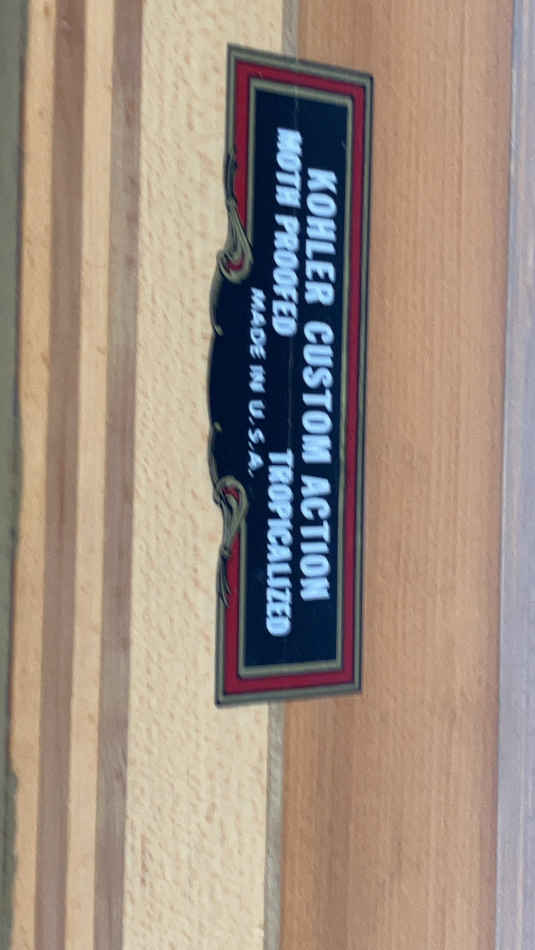 KOHLER CUSTOM ACTION
MOTH PROOFED TROPICALIZED
MADE IN U.S.A.